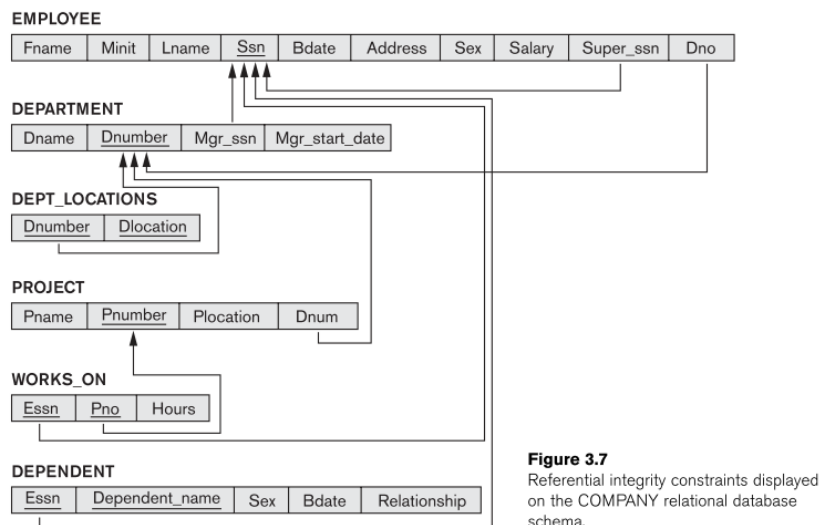 EMPLOYEE
Fname Minit Lname Ssn Bdate Address Sex Salary Super_ssn Dno
DEPARTMENT
Dname Dnumber Mgr_ssn Mgr_start_date
DEPT_LOCATIONS
Dnumber Dlocation
PROJECT
Pname Pnumber Plocation Dnum
WORKS_ON
Essn Pno Hours
DEPENDENT
Essn Dependent_name Sex Bdate Relationship
Figure 3.7
Referential integrity constraints displayed
on the COMPANY relational database
schema.